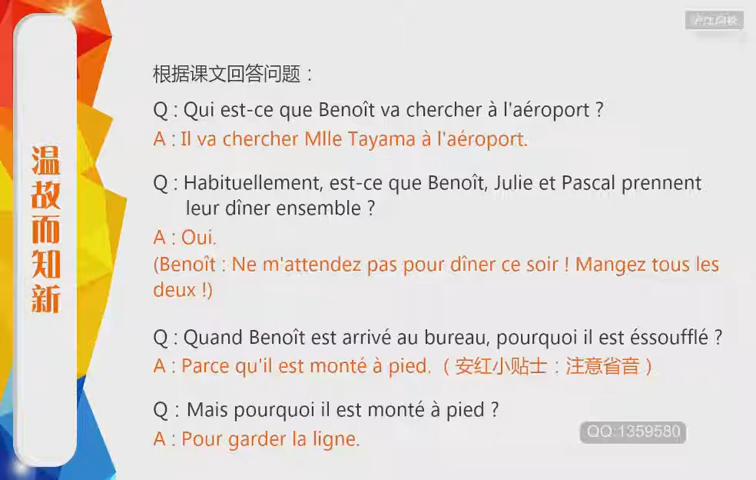 沪江网校
温故而知新
根据课文回答问题：
Q : Qui est-ce que Benoît va chercher à l'aéroport ?
A : Il va chercher Mlle Tayama à l'aéroport.
Q : Habituellement, est-ce que Benoît, Julie et Pascal prennent
leur dîner ensemble ?
A : Oui.
(Benoît : Ne m'attendez pas pour dîner ce soir ! Mangez tous les
deux !)
Q : Quand Benoît est arrivé au bureau, pourquoi il est éssoufflé ?
A : Parce qu'il est monté à pied.（安红小贴士：注意省音）
Q : Mais pourquoi il est monté à pied ?
A : Pour garder la ligne.
QQ:1359580